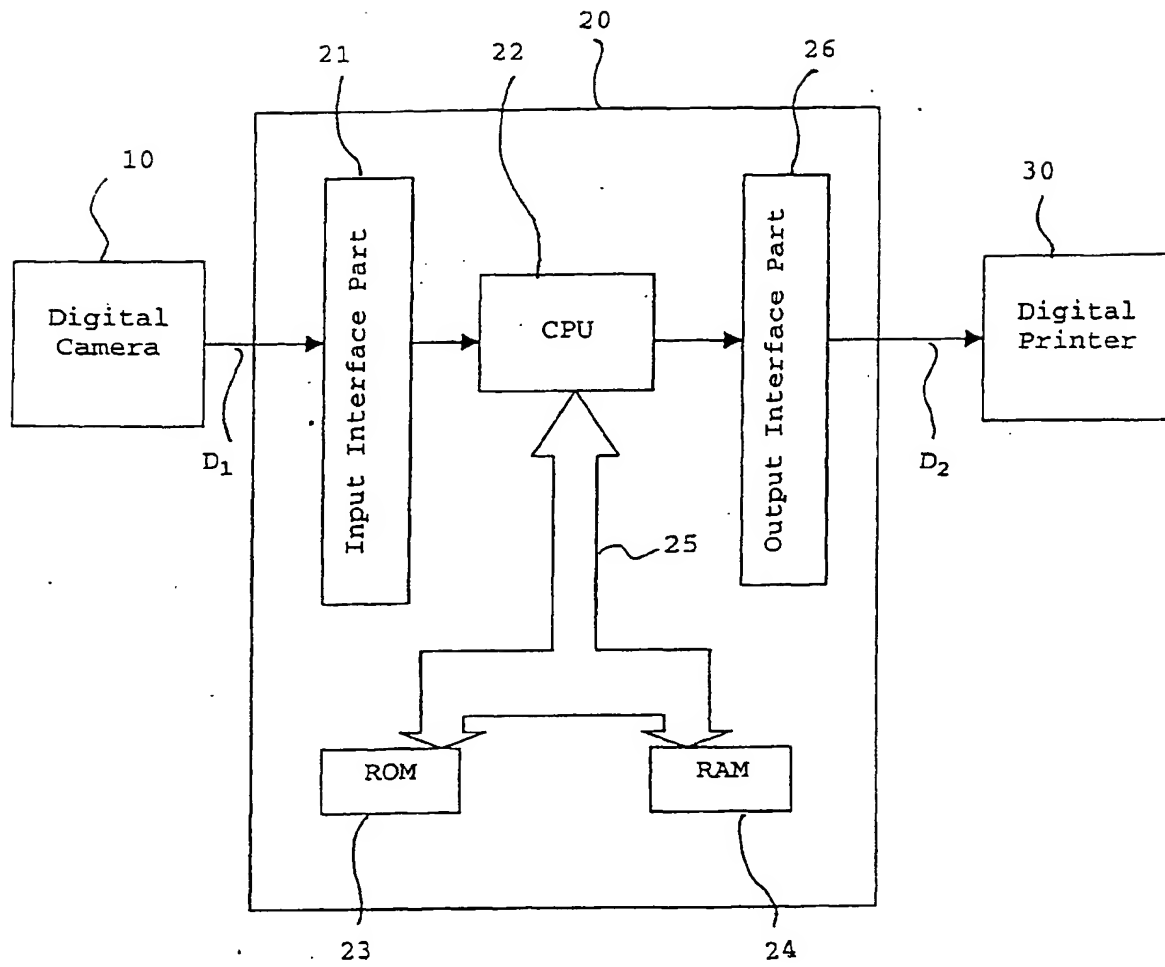 20
21
22
26
10
30
Digital
Camera
Input Interface Part
CPU
Output Interface Part
Digital
Printer
D₁
D₂
25
ROM
RAM
23
24